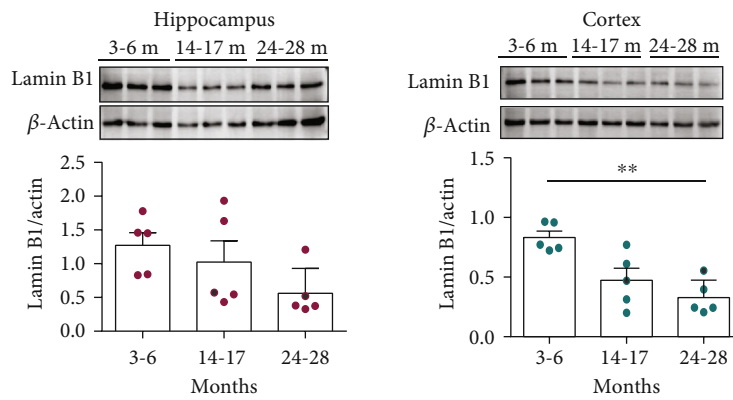 Hippocampus
3-6 m 14-17 m 24-28 m
Lamin B1
β-Actin
Lamin B1/actin
2.5
2.0
1.5
1.0
0.5
0.0
3-6 14-17 24-28
Months
Cortex
3-6 m 14-17 m 24-28 m
Lamin B1
β-Actin
Lamin B1/actin
**
1.5
1.0
0.5
0.0
3-6 14-17 24-28
Months